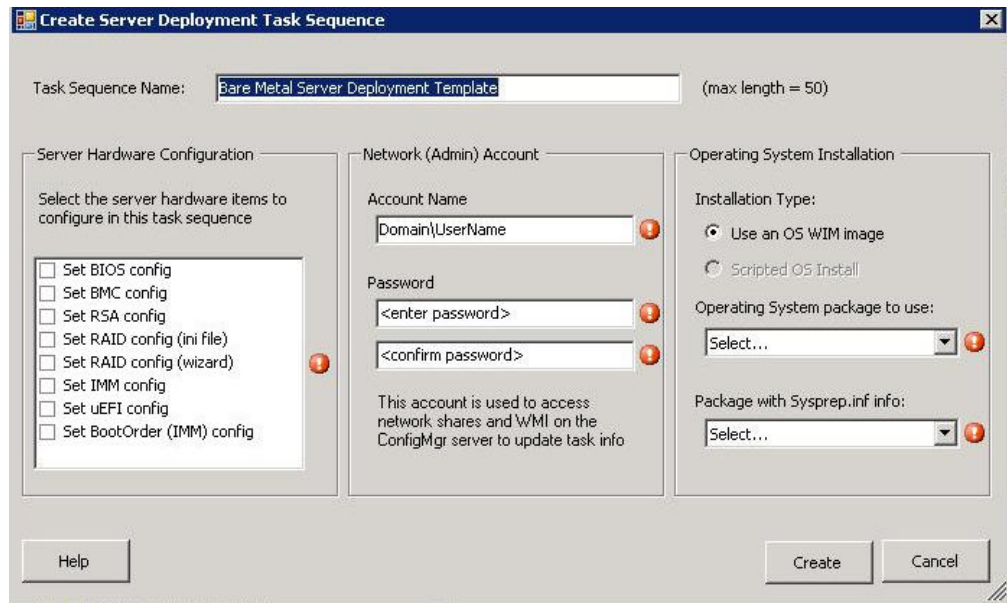 Create Server Deployment Task Sequence
Task Sequence Name:
Bare Metal Server Deployment Template
(max length = 50)
Server Hardware Configuration
Select the server hardware items to
configure in this task sequence
Set BIOS config
Set BMC config
Set RSA config
Set RAID config (ini file)
Set RAID config (wizard)
Set IMM config
Set uEFI config
Set BootOrder (IMM) config
Network (Admin) Account
Account Name
Domain\UserName
Password
<enter password>
<confirm password>
This account is used to access
network shares and WMI on the
ConfigMgr server to update task info
Operating System Installation
Installation Type:
Use an OS WIM image
Scripted OS Install
Operating System package to use:
Select...
Package with Sysprep.inf info:
Select...
Help
Create
Cancel